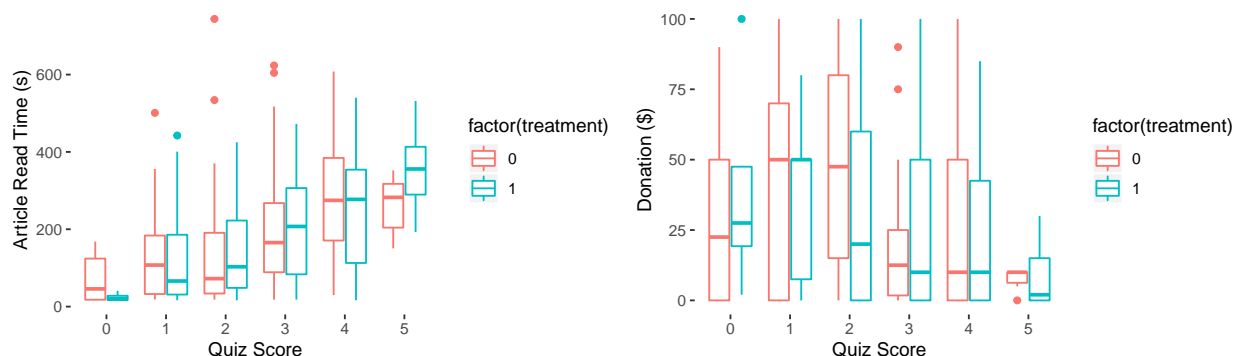 600
400
200
0
Article Read Time (s)
0 1 2 3 4 5
Quiz Score
factor(treatment)
0
1
100
75
50
25
0
Donation ($)
0 1 2 3 4 5
Quiz Score
factor(treatment)
0
1